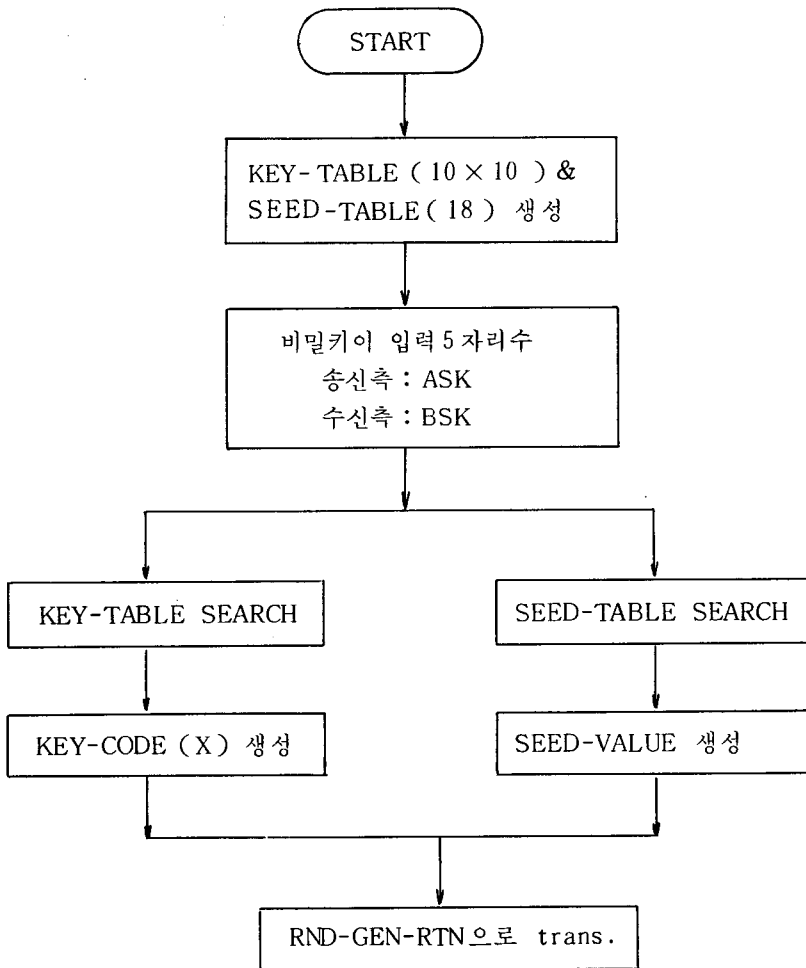 START
KEY-TABLE ( 10 × 10 ) &
SEED-TABLE ( 18 ) 생성
비밀키이 입력 5 자리수
송신측 : ASK
수신측 : BSK
KEY-TABLE SEARCH
SEED-TABLE SEARCH
KEY-CODE ( X ) 생성
SEED-VALUE 생성
RND-GEN-RTN으로 trans.